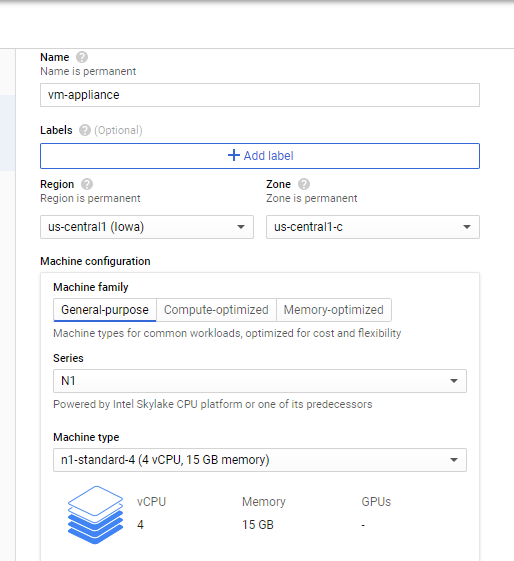 Name ?
Name is permanent
vm-appliance
Labels ? (Optional)
+ Add label
Region ? Zone ?
Region is permanent Zone is permanent
us-central1 (Iowa) us-central1-c
Machine configuration
Machine family
General-purpose Compute-optimized Memory-optimized
Machine types for common workloads, optimized for cost and flexibility
Series
N1
Powered by Intel Skylake CPU platform or one of its predecessors
Machine type
n1-standard-4 (4 vCPU, 15 GB memory)
vCPU Memory GPUs
4 15 GB -